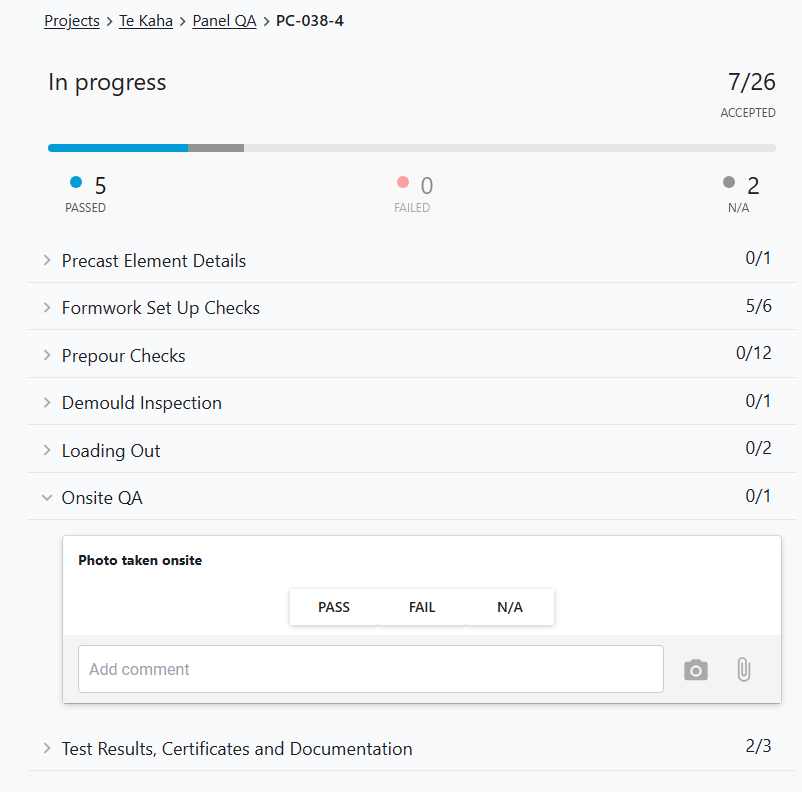 Projects > Te Kaha > Panel QA > PC-038-4
In progress 7/26
ACCEPTED
5 0 2
PASSED FAILED N/A
Precast Element Details 0/1
Formwork Set Up Checks 5/6
Prepour Checks 0/12
Demould Inspection 0/1
Loading Out 0/2
Onsite QA 0/1
Photo taken onsite
PASS FAIL N/A
Add comment
Test Results, Certificates and Documentation 2/3